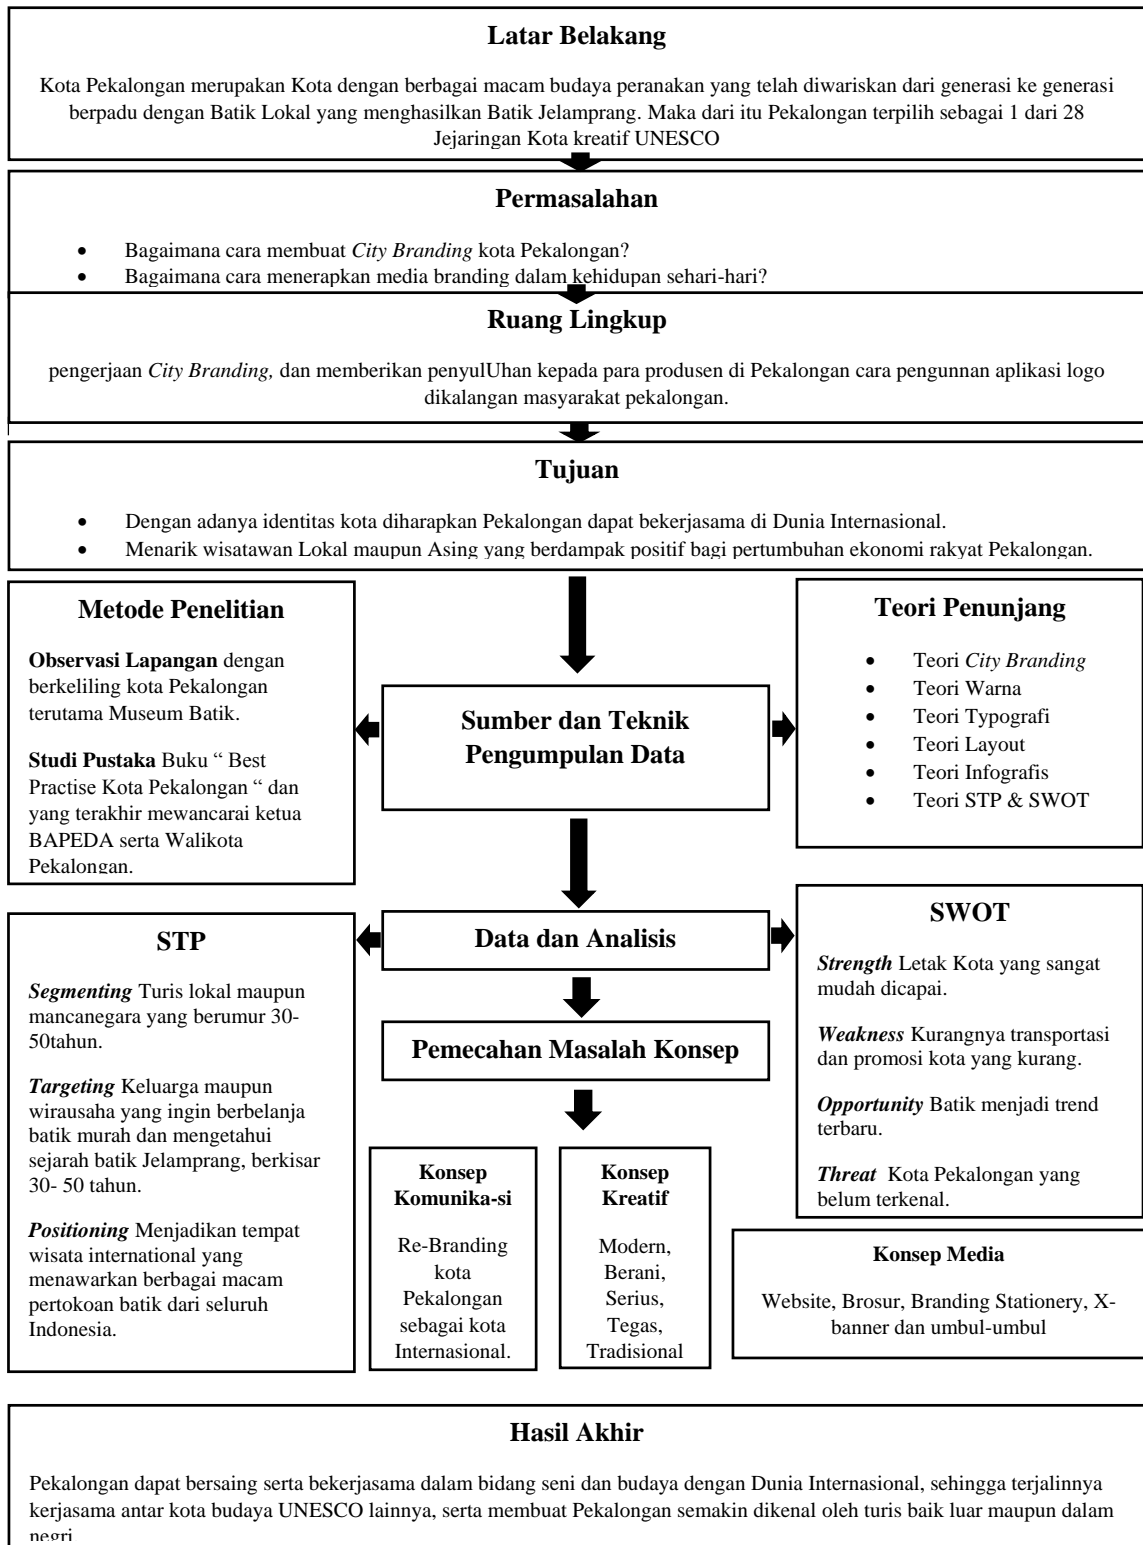 Latar Belakang
Kota Pekalongan merupakan Kota dengan berbagai macam budaya peranakan yang telah diwariskan dari generasi ke generasi
berpadu dengan Batik Lokal yang menghasilkan Batik Jelamprang. Maka dari itu Pekalongan terpilih sebagai 1 dari 28
Jejaringan Kota kreatif UNESCO
Permasalahan
• Bagaimana cara membuat City Branding kota Pekalongan?
• Bagaimana cara menerapkan media branding dalam kehidupan sehari-hari?
Ruang Lingkup
pengerjaan City Branding, dan memberikan penyulUhan kepada para produsen di Pekalongan cara pengunnan aplikasi logo
dikalangan masyarakat pekalongan.
Tujuan
• Dengan adanya identitas kota diharapkan Pekalongan dapat bekerjasama di Dunia Internasional.
• Menarik wisatawan Lokal maupun Asing yang berdampak positif bagi pertumbuhan ekonomi rakyat Pekalongan.
Metode Penelitian
Observasi Lapangan dengan
berkeliling kota Pekalongan
terutama Museum Batik.
Studi Pustaka Buku “ Best
Practise Kota Pekalongan “ dan
yang terakhir mewancarai ketua
BAPEDA serta Walikota
Pekalongan.
Sumber dan Teknik
Pengumpulan Data
Teori Penunjang
• Teori City Branding
• Teori Warna
• Teori Typografi
• Teori Layout
• Teori Infografis
• Teori STP & SWOT
STP
Segmenting Turis lokal maupun
mancanegara yang berumur 30-
50tahun.
Targeting Keluarga maupun
wirausaha yang ingin berbelanja
batik murah dan mengetahui
sejarah batik Jelamprang, berkisar
30- 50 tahun.
Positioning Menjadikan tempat
wisata international yang
menawarkan berbagai macam
pertokoan batik dari seluruh
Indonesia.
Data dan Analisis
SWOT
Strength Letak Kota yang sangat
mudah dicapai.
Weakness Kurangnya transportasi
dan promosi kota yang kurang.
Opportunity Batik menjadi trend
terbaru.
Threat Kota Pekalongan yang
belum terkenal.
Pemecahan Masalah Konsep
Konsep
Komunika-si
Re-Branding
kota
Pekalongan
sebagai kota
Internasional.
Konsep
Kreatif
Modern,
Berani,
Serius,
Tegas,
Tradisional
Konsep Media
Website, Brosur, Branding Stationery, X-
banner dan umbul-umbul
Hasil Akhir
Pekalongan dapat bersaing serta bekerjasama dalam bidang seni dan budaya dengan Dunia Internasional, sehingga terjalinnya
kerjasama antar kota budaya UNESCO lainnya, serta membuat Pekalongan semakin dikenal oleh turis baik luar maupun dalam
negri